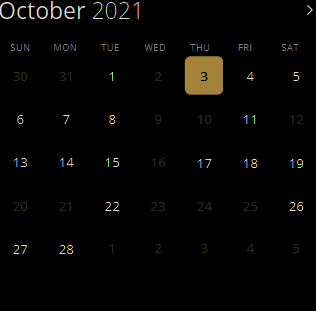 October 2021
SUN MON TUE WED THU FRI SAT
30 31 1 2 3 4 5
6 7 8 9 10 11 12
13 14 15 16 17 18 19
20 21 22 23 24 25 26
27 28 1 2 3 4 5